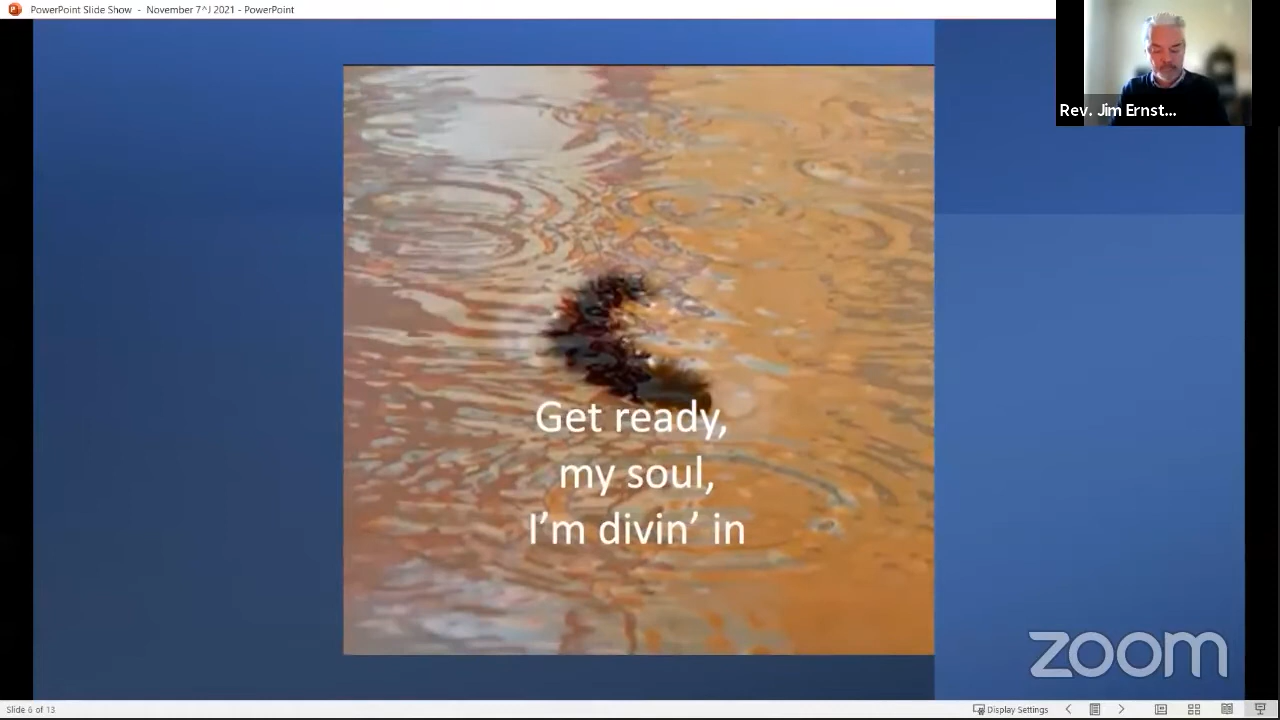 PowerPoint Slide Show - November 7^J 2021 - PowerPoint
Rev. Jim Ernst...
Get ready,
my soul,
I’m divin’ in
zoom
Slide 6 of 13
Display Settings